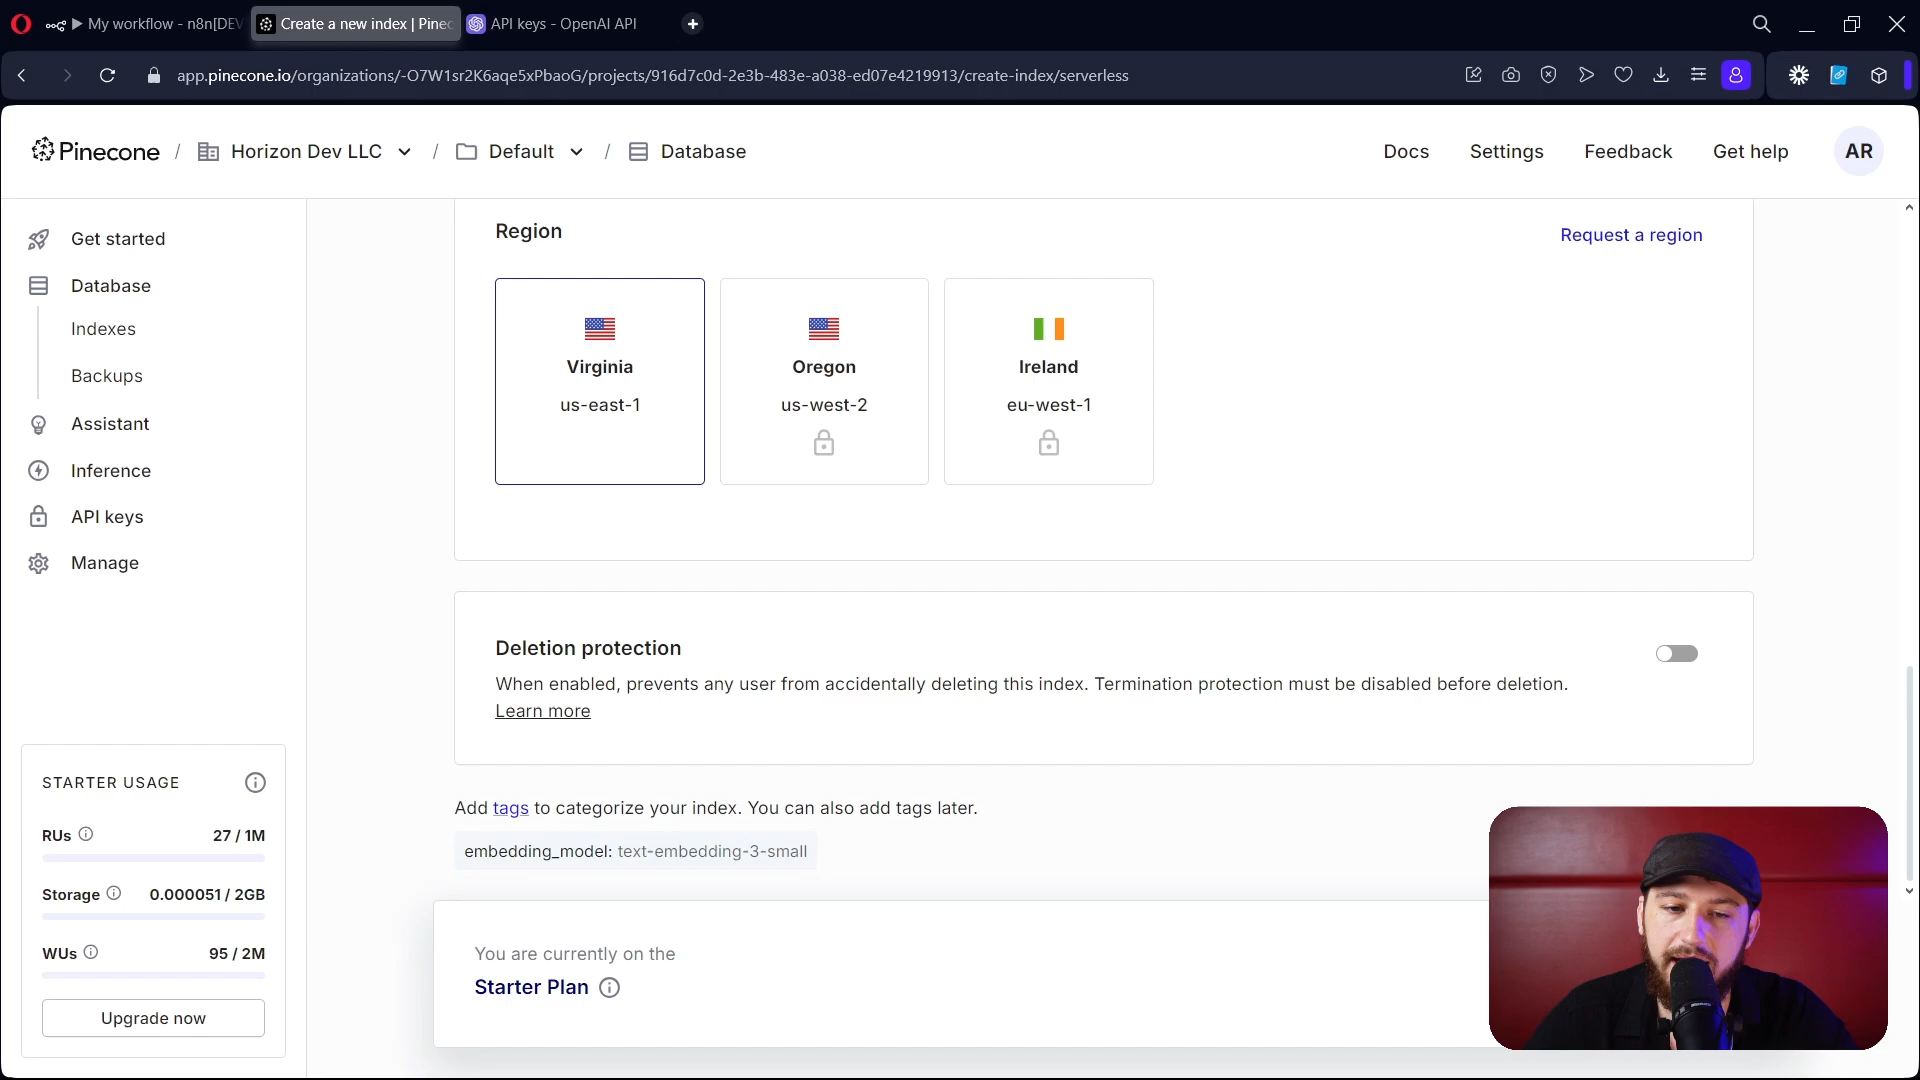 My workflow - n8n[DEV
Create a new index | Pinec
API keys - OpenAI API
app.pinecone.io/organizations/-O7W1sr2K6aqe5xPbaoG/projects/916d7c0d-2e3b-483e-a038-ed07e4219913/create-index/serverless
Pinecone / Horizon Dev LLC / Default / Database
Docs
Settings
Feedback
Get help
AR
Get started
Database
Indexes
Backups
Assistant
Inference
API keys
Manage
STARTER USAGE
RUs 27 / 1M
Storage 0.000051 / 2GB
WUs 95 / 2M
Upgrade now
Region
Request a region
Virginia
us-east-1
Oregon
us-west-2
Ireland
eu-west-1
Deletion protection
When enabled, prevents any user from accidentally deleting this index. Termination protection must be disabled before deletion.
Learn more
Add tags to categorize your index. You can also add tags later.
embedding_model: text-embedding-3-small
You are currently on the
Starter Plan